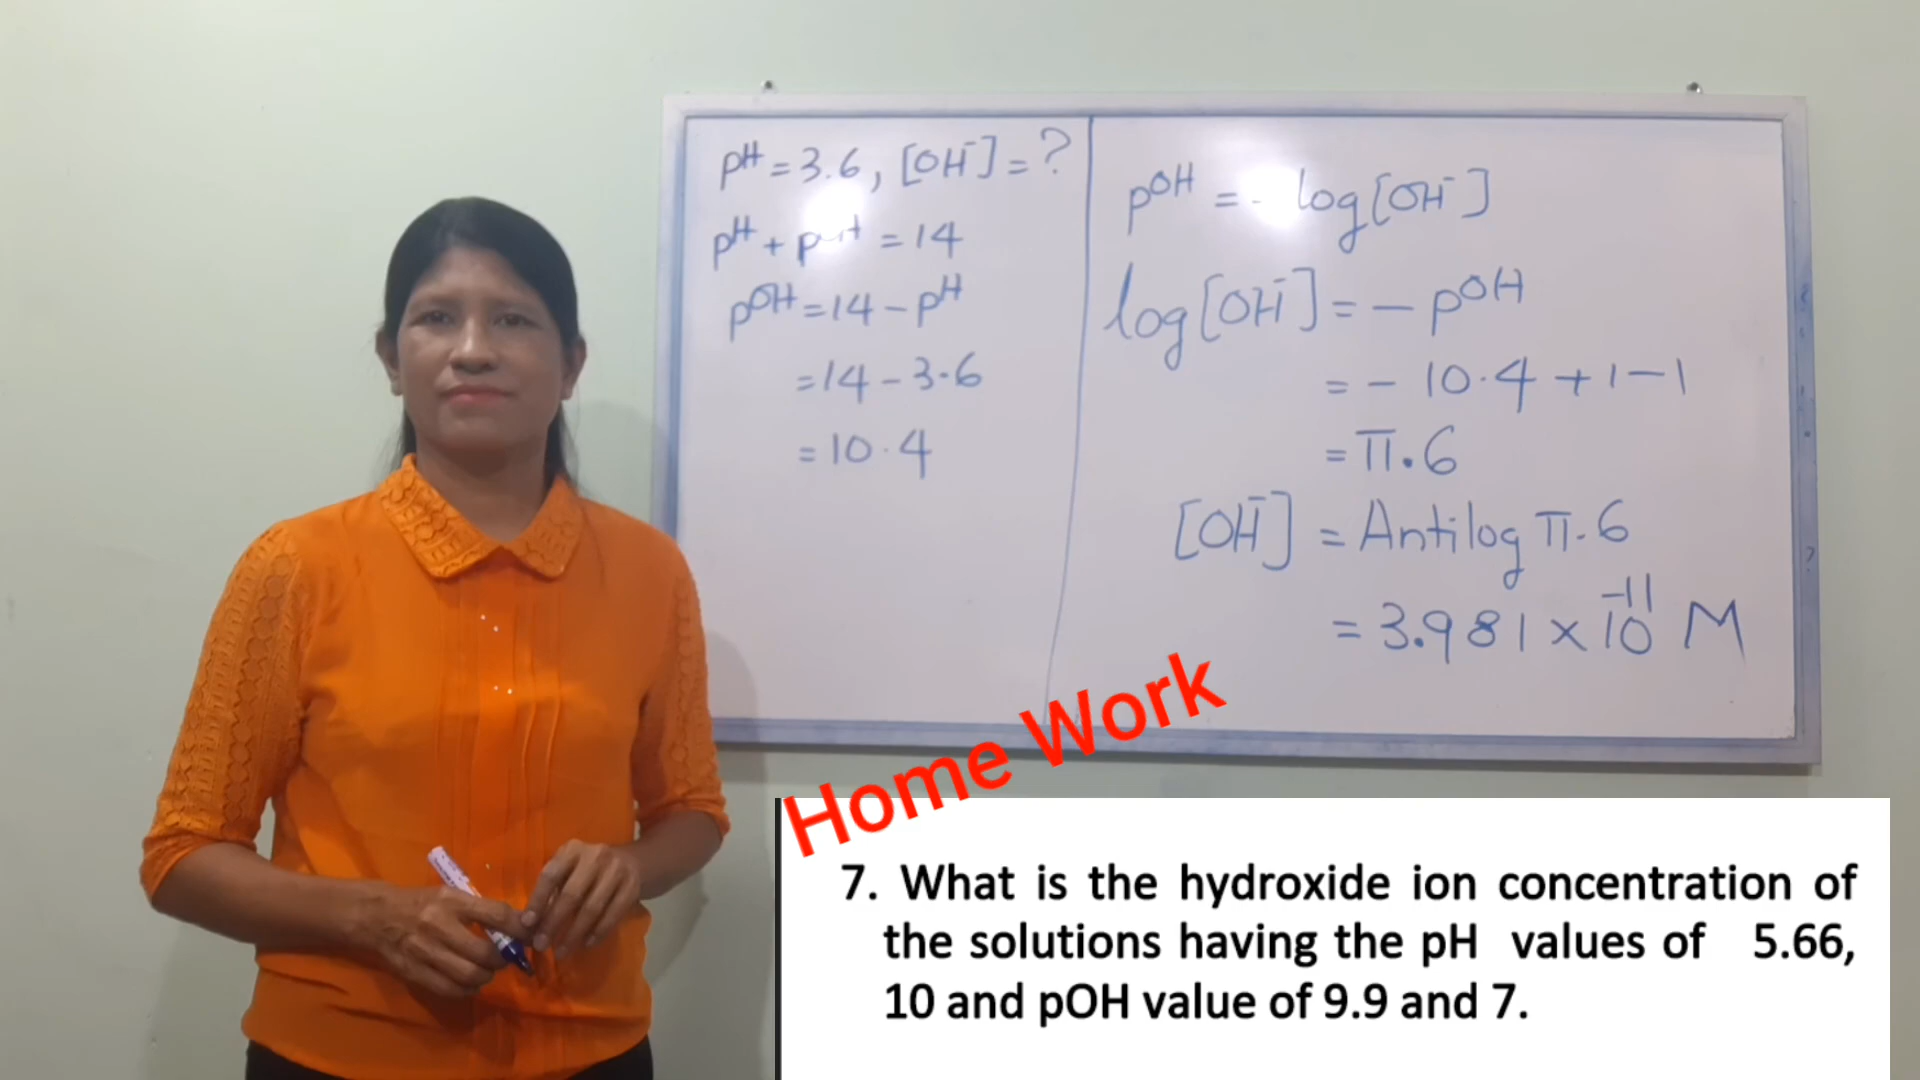 pH = 3.6, [OH⁻] = ?
pH + p = 14
pOH = 14 - pH
= 14 - 3.6
= 10.4
pOH = - log[OH⁻]
log[OH⁻] = - pOH
= - 10.4 + 1 - 1
= 1̅1̅.6
[OH⁻] = Antilog 1̅1̅.6
= 3.981 × 10⁻¹¹ M
Home Work
7. What is the hydroxide ion concentration of
the solutions having the pH values of 5.66,
10 and pOH value of 9.9 and 7.